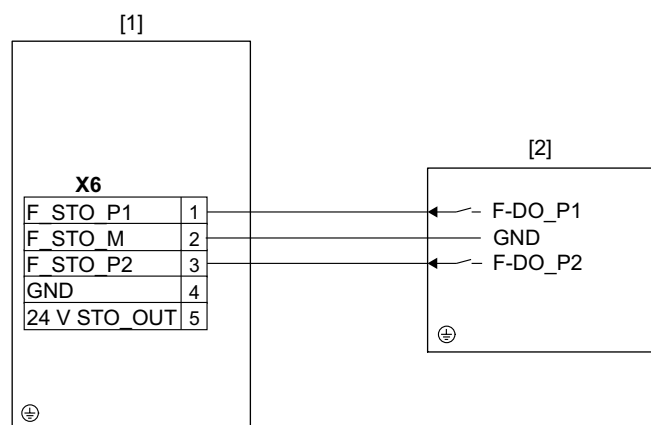 [1]
[2]
X6
F_STO_P1 1
F_STO_M 2
F_STO_P2 3
GND 4
24 V STO_OUT 5
F-DO_P1
GND
F-DO_P2